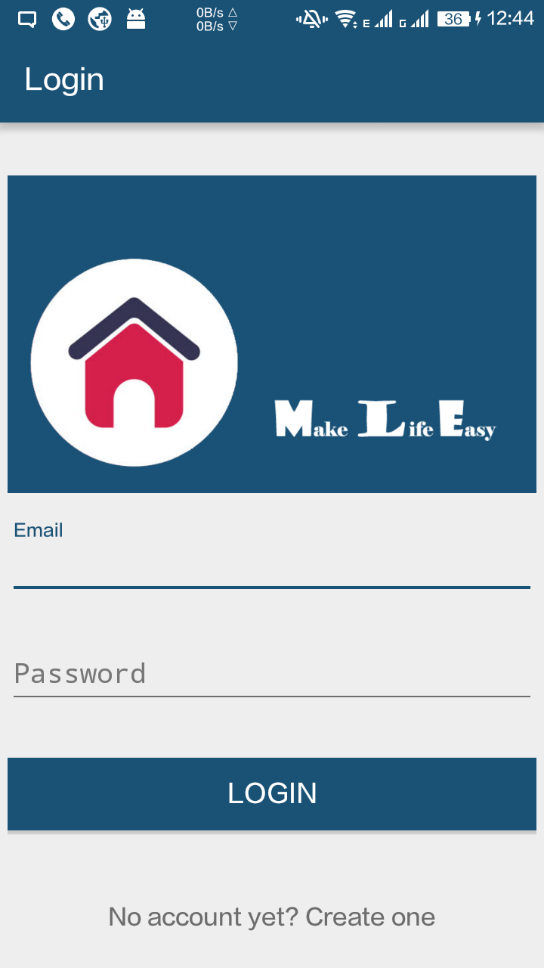 0B/s △
0B/s ▽
E G 36 12:44
Login
Make Life Easy
Email
Password
LOGIN
No account yet? Create one